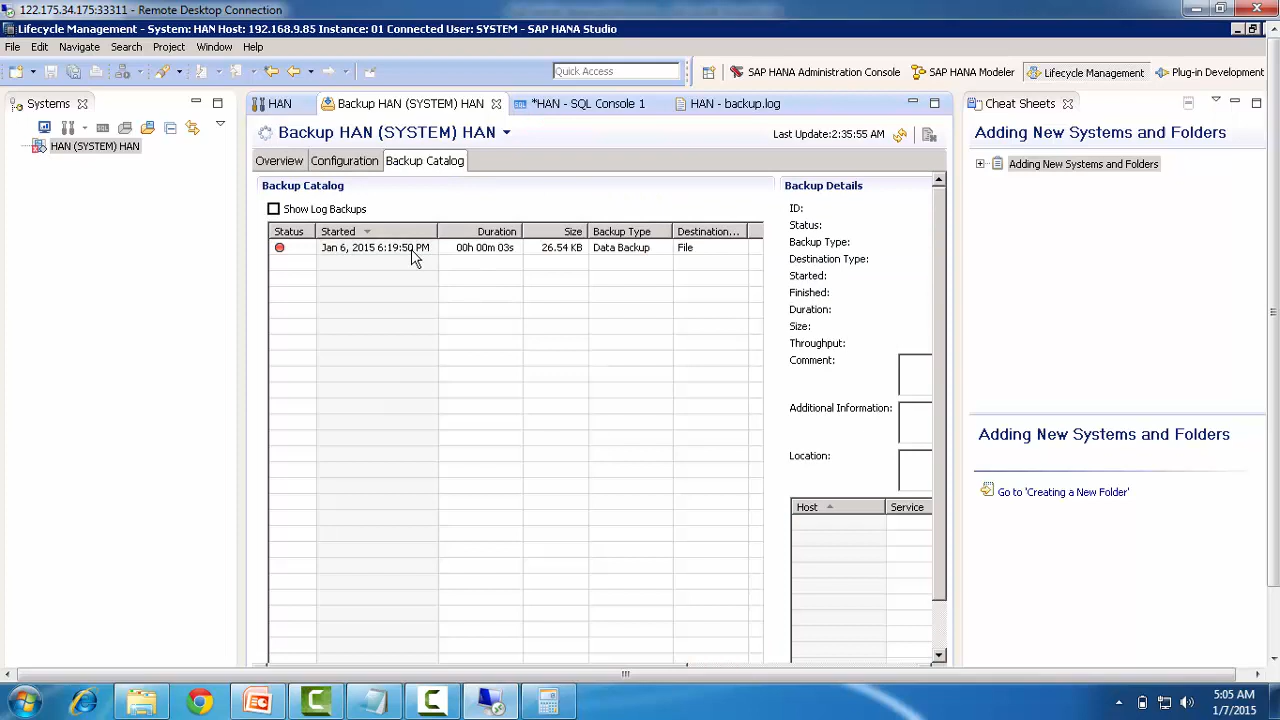 122.175.34.175:33311 - Remote Desktop Connection
Lifecycle Management - System: HAN Host: 192.168.9.85 Instance: 01 Connected User: SYSTEM - SAP HANA Studio
File Edit Navigate Search Project Window Help
Quick Access
SAP HANA Administration Console
SAP HANA Modeler
Lifecycle Management
Plug-in Development
Systems
HAN (SYSTEM) HAN
HAN
Backup HAN (SYSTEM) HAN
*HAN - SQL Console 1
HAN - backup.log
Backup HAN (SYSTEM) HAN
Last Update:2:35:55 AM
Overview Configuration Backup Catalog
Backup Catalog
Show Log Backups
Status Started Duration Size Backup Type Destination...
Jan 6, 2015 6:19:50 PM 00h 00m 03s 26.54 KB Data Backup File
Backup Details
ID:
Status:
Backup Type:
Destination Type:
Started:
Finished:
Duration:
Size:
Throughput:
Comment:
Additional Information:
Location:
Host Service
Cheat Sheets
Adding New Systems and Folders
Adding New Systems and Folders
Adding New Systems and Folders
Go to 'Creating a New Folder'
5:05 AM
1/7/2015